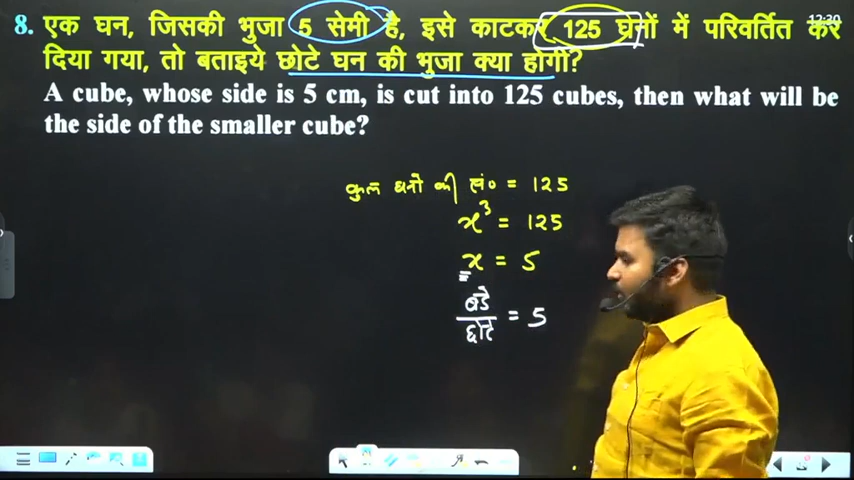 8. एक घन, जिसकी भुजा 5 सेमी है, इसे काटकर 125 घनों में परिवर्तित कर
दिया गया, तो बताइये छोटे घन की भुजा क्या होगी?
A cube, whose side is 5 cm, is cut into 125 cubes, then what will be
the side of the smaller cube?
कुल घनो की सं० = 125
x³ = 125
x = 5
बडे
छोटे = 5
12:20